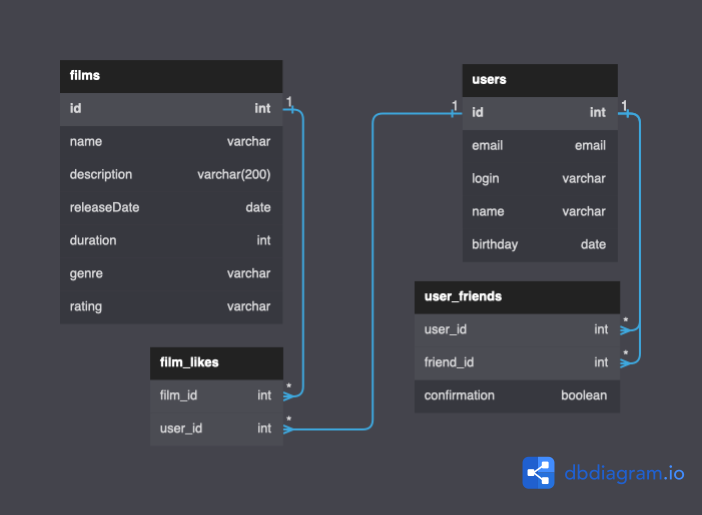 films
id int 1
name varchar
description varchar(200)
releaseDate date
duration int
genre varchar
rating varchar
film_likes
film_id int *
user_id int *
users
1 id int 1
email email
login varchar
name varchar
birthday date
user_friends
user_id int *
friend_id int *
confirmation boolean
dbdiagram.io